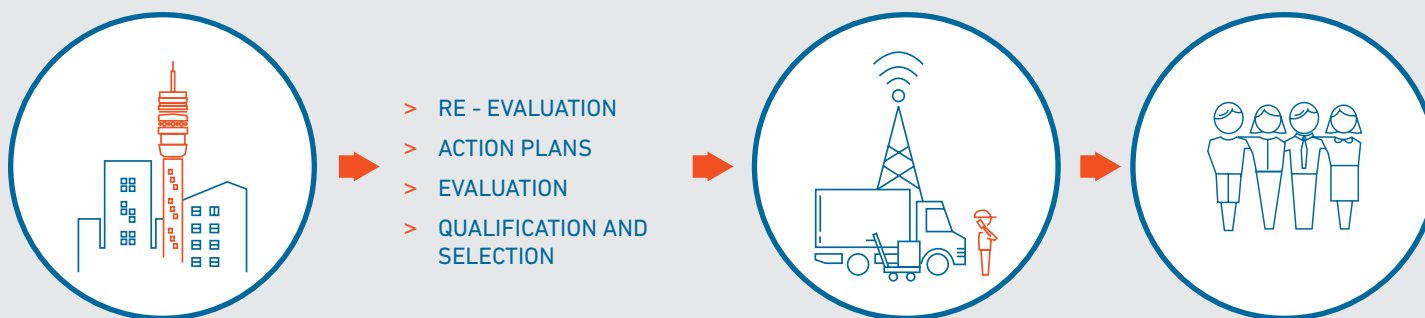 > RE - EVALUATION
> ACTION PLANS
> EVALUATION
> QUALIFICATION AND
SELECTION